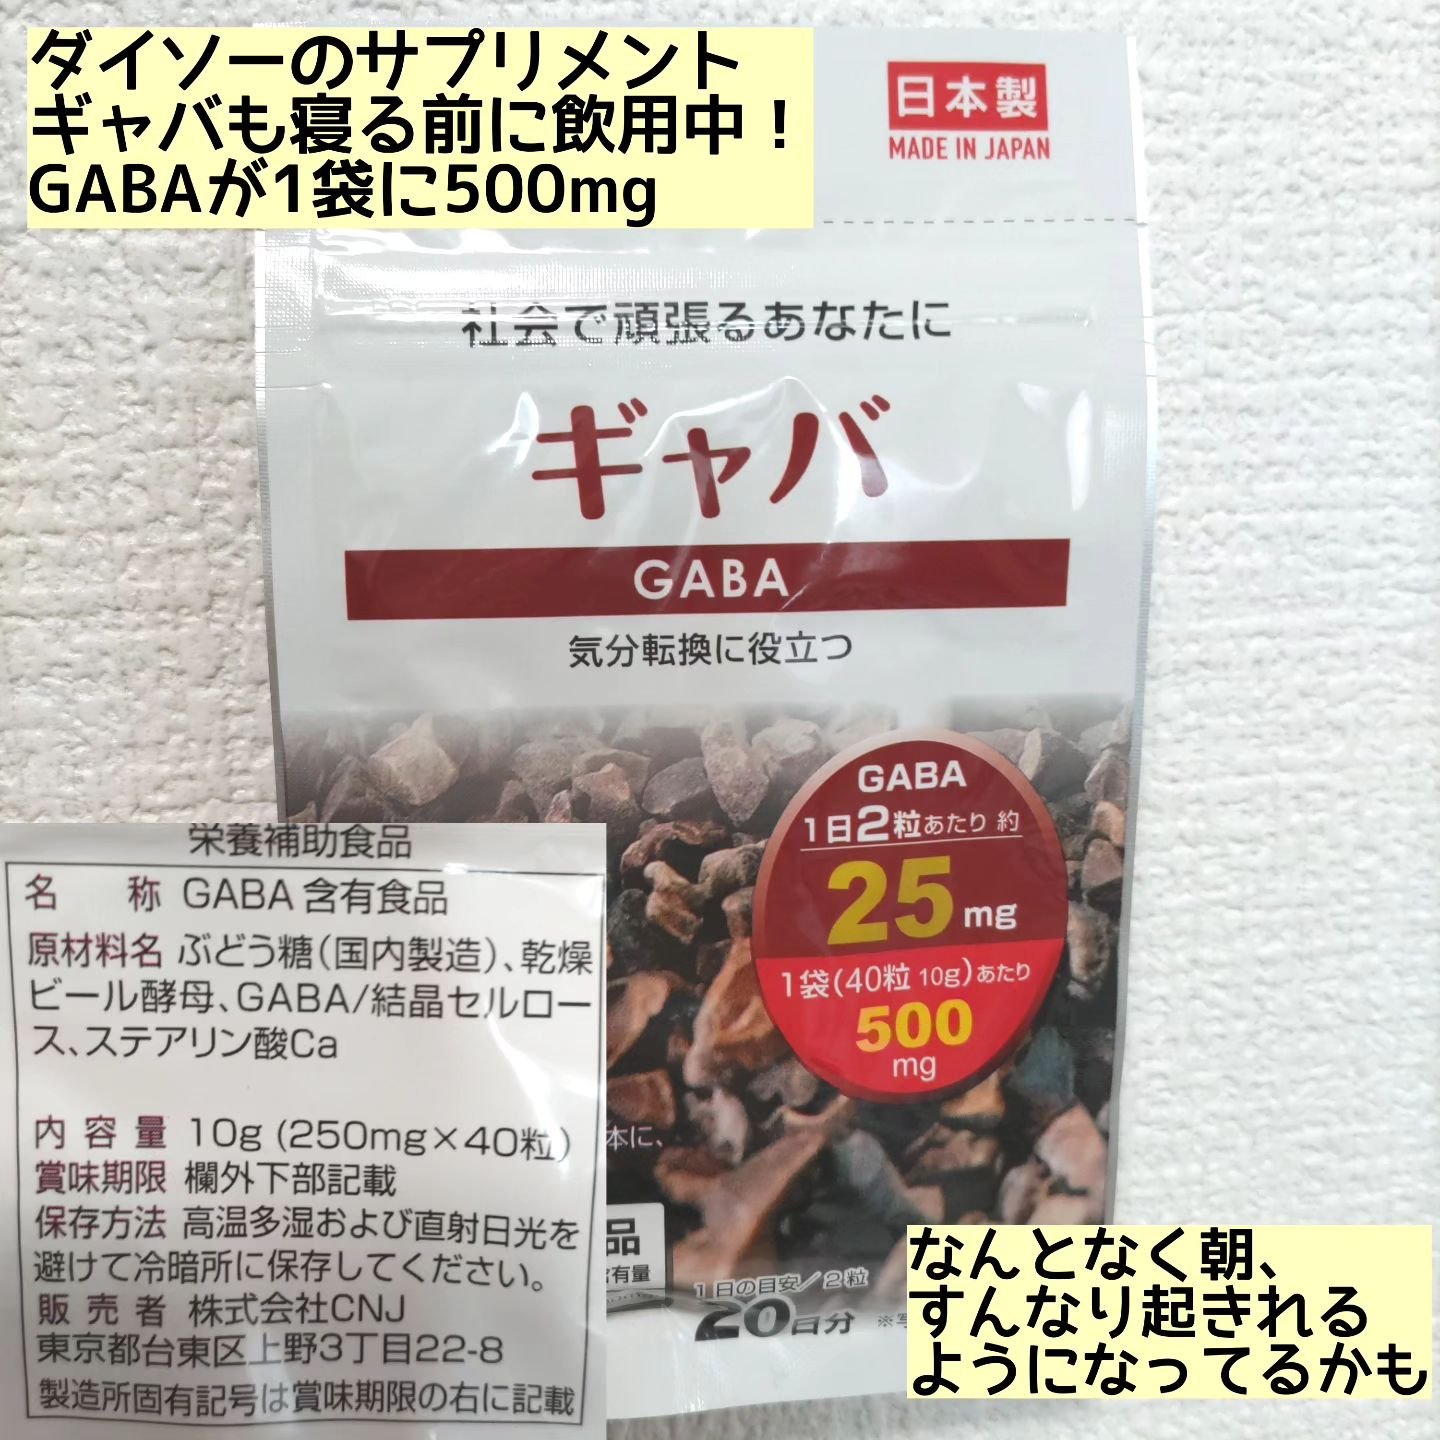 ダイソーのサプリメント
ギャバも寝る前に飲用中！
GABAが1袋に500mg
日本製
MADE IN JAPAN
社会で頑張るあなたに
ギャバ
GABA
気分転換に役立つ
GABA
1日2粒あたり 約
25mg
1袋(40粒 10g)あたり
500
mg
栄養補助食品
名 称 GABA含有食品
原材料名 ぶどう糖(国内製造)、乾燥
ビール酵母、GABA/結晶セルロー
ス、ステアリン酸Ca
内容量 10g (250mg×40粒)
賞味期限 欄外下部記載
保存方法 高温多湿および直射日光を
避けて冷暗所に保存してください。
販売者 株式会社CNJ
東京都台東区上野3丁目22-8
製造所固有記号は賞味期限の右に記載
本に、
品
含有量
1日の目安/2粒
20日分
なんとなく朝、
すんなり起きれる
ようになってるかも